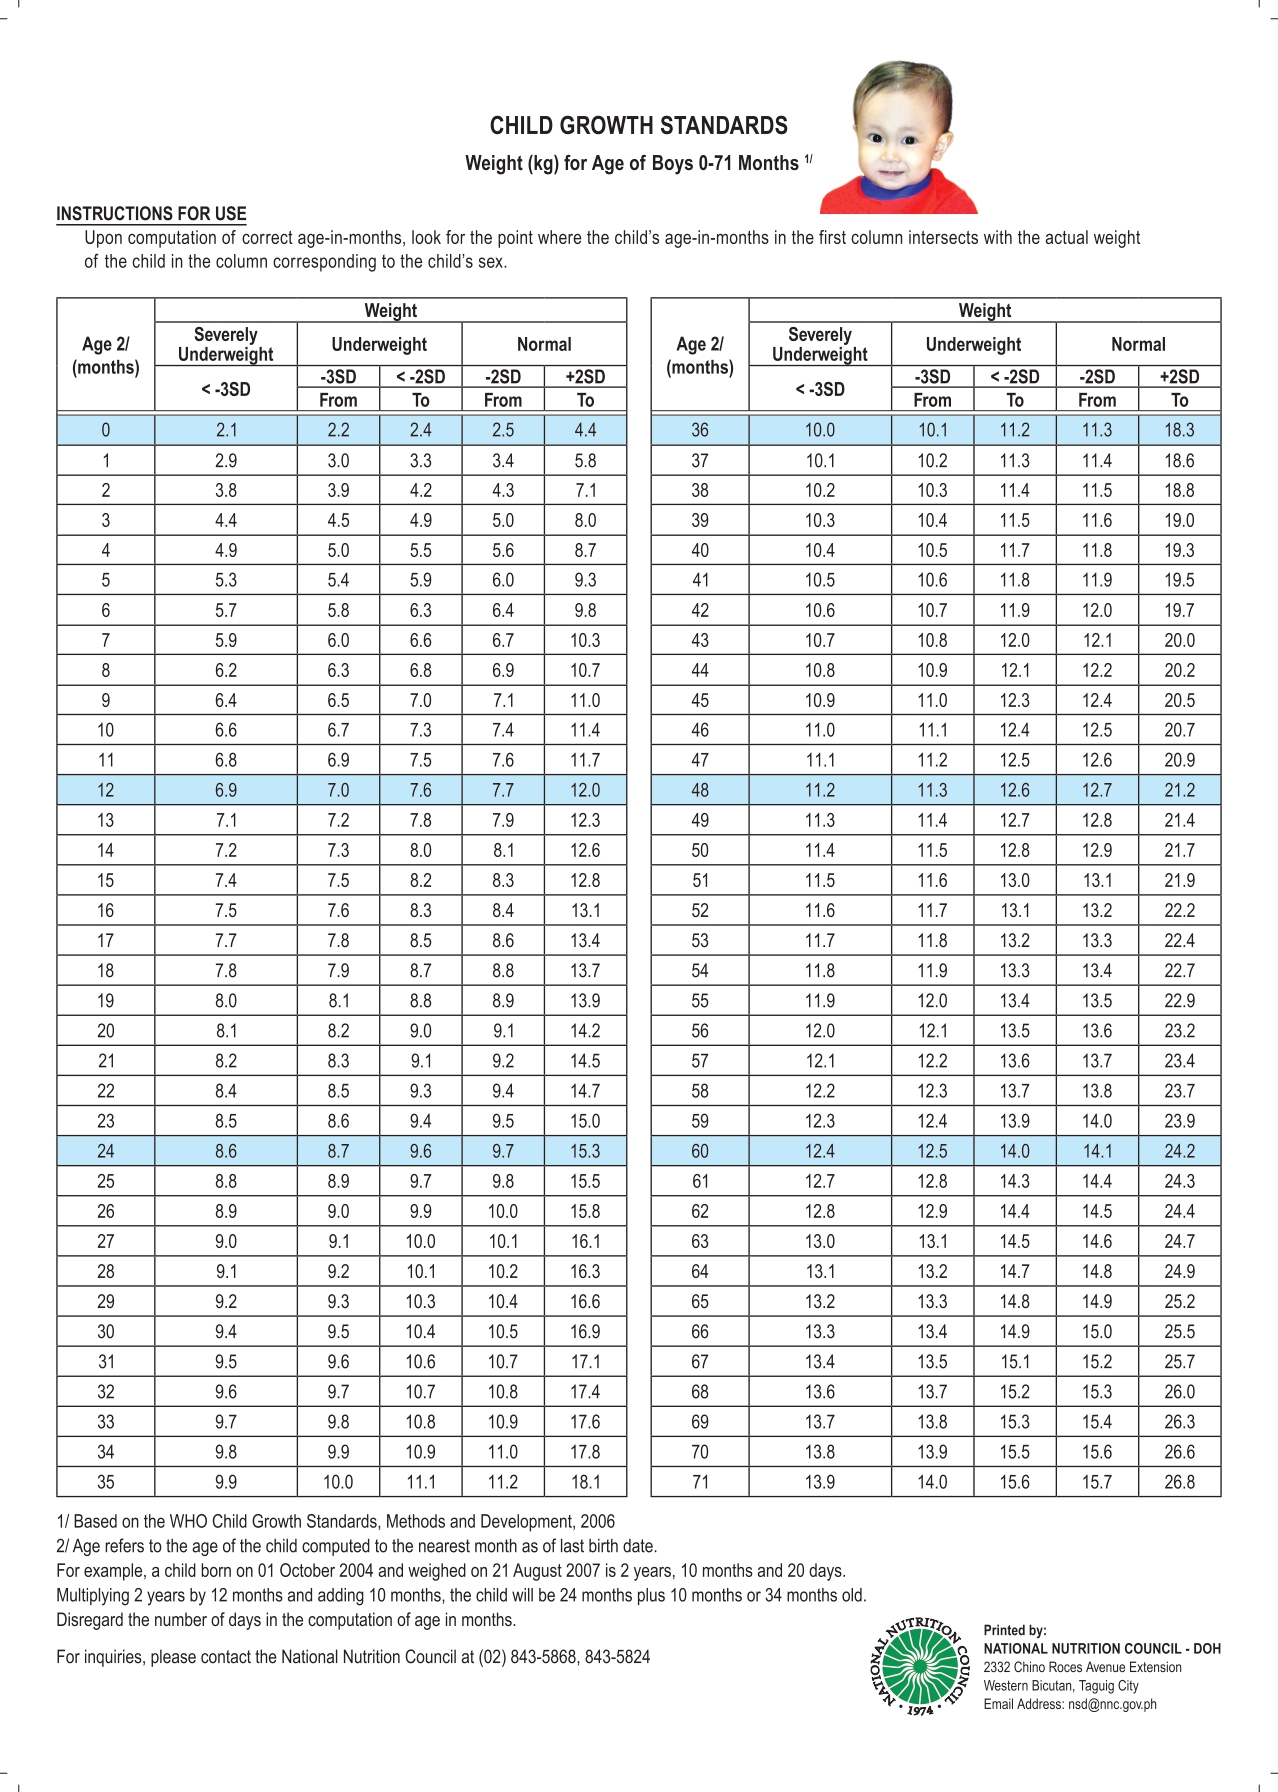 CHILD GROWTH STANDARDS
Weight (kg) for Age of Boys 0-71 Months 1/
INSTRUCTIONS FOR USE
Upon computation of correct age-in-months, look for the point where the child's age-in-months in the first column intersects with the actual weight
of the child in the column corresponding to the child's sex.
Age 2/ (months) Weight
Severely Underweight Underweight Normal
< -3SD -3SD < -2SD -2SD +2SD
From To From To
0 2.1 2.2 2.4 2.5 4.4
1 2.9 3.0 3.3 3.4 5.8
2 3.8 3.9 4.2 4.3 7.1
3 4.4 4.5 4.9 5.0 8.0
4 4.9 5.0 5.5 5.6 8.7
5 5.3 5.4 5.9 6.0 9.3
6 5.7 5.8 6.3 6.4 9.8
7 5.9 6.0 6.6 6.7 10.3
8 6.2 6.3 6.8 6.9 10.7
9 6.4 6.5 7.0 7.1 11.0
10 6.6 6.7 7.3 7.4 11.4
11 6.8 6.9 7.5 7.6 11.7
12 6.9 7.0 7.6 7.7 12.0
13 7.1 7.2 7.8 7.9 12.3
14 7.2 7.3 8.0 8.1 12.6
15 7.4 7.5 8.2 8.3 12.8
16 7.5 7.6 8.3 8.4 13.1
17 7.7 7.8 8.5 8.6 13.4
18 7.8 7.9 8.7 8.8 13.7
19 8.0 8.1 8.8 8.9 13.9
20 8.1 8.2 9.0 9.1 14.2
21 8.2 8.3 9.1 9.2 14.5
22 8.4 8.5 9.3 9.4 14.7
23 8.5 8.6 9.4 9.5 15.0
24 8.6 8.7 9.6 9.7 15.3
25 8.8 8.9 9.7 9.8 15.5
26 8.9 9.0 9.9 10.0 15.8
27 9.0 9.1 10.0 10.1 16.1
28 9.1 9.2 10.1 10.2 16.3
29 9.2 9.3 10.3 10.4 16.6
30 9.4 9.5 10.4 10.5 16.9
31 9.5 9.6 10.6 10.7 17.1
32 9.6 9.7 10.7 10.8 17.4
33 9.7 9.8 10.8 10.9 17.6
34 9.8 9.9 10.9 11.0 17.8
35 9.9 10.0 11.1 11.2 18.1
Age 2/ (months) Weight
Severely Underweight Underweight Normal
< -3SD -3SD < -2SD -2SD +2SD
From To From To
36 10.0 10.1 11.2 11.3 18.3
37 10.1 10.2 11.3 11.4 18.6
38 10.2 10.3 11.4 11.5 18.8
39 10.3 10.4 11.5 11.6 19.0
40 10.4 10.5 11.7 11.8 19.3
41 10.5 10.6 11.8 11.9 19.5
42 10.6 10.7 11.9 12.0 19.7
43 10.7 10.8 12.0 12.1 20.0
44 10.8 10.9 12.1 12.2 20.2
45 10.9 11.0 12.3 12.4 20.5
46 11.0 11.1 12.4 12.5 20.7
47 11.1 11.2 12.5 12.6 20.9
48 11.2 11.3 12.6 12.7 21.2
49 11.3 11.4 12.7 12.8 21.4
50 11.4 11.5 12.8 12.9 21.7
51 11.5 11.6 13.0 13.1 21.9
52 11.6 11.7 13.1 13.2 22.2
53 11.7 11.8 13.2 13.3 22.4
54 11.8 11.9 13.3 13.4 22.7
55 11.9 12.0 13.4 13.5 22.9
56 12.0 12.1 13.5 13.6 23.2
57 12.1 12.2 13.6 13.7 23.4
58 12.2 12.3 13.7 13.8 23.7
59 12.3 12.4 13.9 14.0 23.9
60 12.4 12.5 14.0 14.1 24.2
61 12.7 12.8 14.3 14.4 24.3
62 12.8 12.9 14.4 14.5 24.4
63 13.0 13.1 14.5 14.6 24.7
64 13.1 13.2 14.7 14.8 24.9
65 13.2 13.3 14.8 14.9 25.2
66 13.3 13.4 14.9 15.0 25.5
67 13.4 13.5 15.1 15.2 25.7
68 13.6 13.7 15.2 15.3 26.0
69 13.7 13.8 15.3 15.4 26.3
70 13.8 13.9 15.5 15.6 26.6
71 13.9 14.0 15.6 15.7 26.8
1/ Based on the WHO Child Growth Standards, Methods and Development, 2006
2/ Age refers to the age of the child computed to the nearest month as of last birth date.
For example, a child born on 01 October 2004 and weighed on 21 August 2007 is 2 years, 10 months and 20 days.
Multiplying 2 years by 12 months and adding 10 months, the child will be 24 months plus 10 months or 34 months old.
Disregard the number of days in the computation of age in months.
For inquiries, please contact the National Nutrition Council at (02) 843-5868, 843-5824
NATIONAL NUTRITION COUNCIL
• 1974 •
Printed by:
NATIONAL NUTRITION COUNCIL - DOH
2332 Chino Roces Avenue Extension
Western Bicutan, Taguig City
Email Address: nsd@nnc.gov.ph